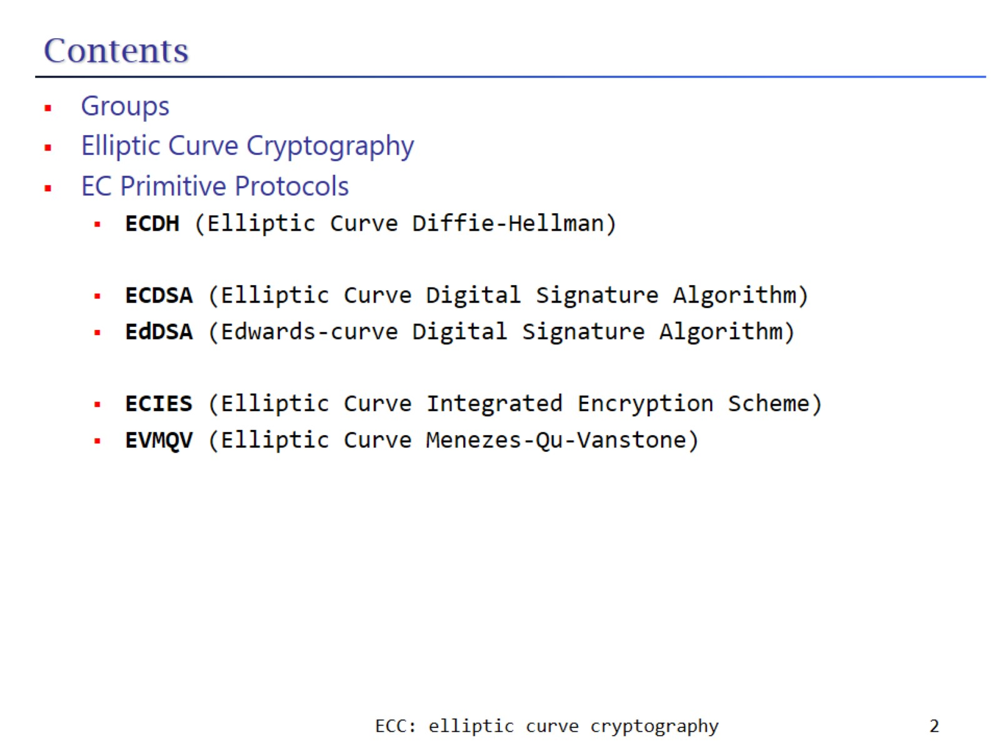 Contents
Groups
Elliptic Curve Cryptography
EC Primitive Protocols
ECDH (Elliptic Curve Diffie-Hellman)
ECDSA (Elliptic Curve Digital Signature Algorithm)
EdDSA (Edwards-curve Digital Signature Algorithm)
ECIES (Elliptic Curve Integrated Encryption Scheme)
EVMQV (Elliptic Curve Menezes-Qu-Vanstone)
ECC: elliptic curve cryptography 2